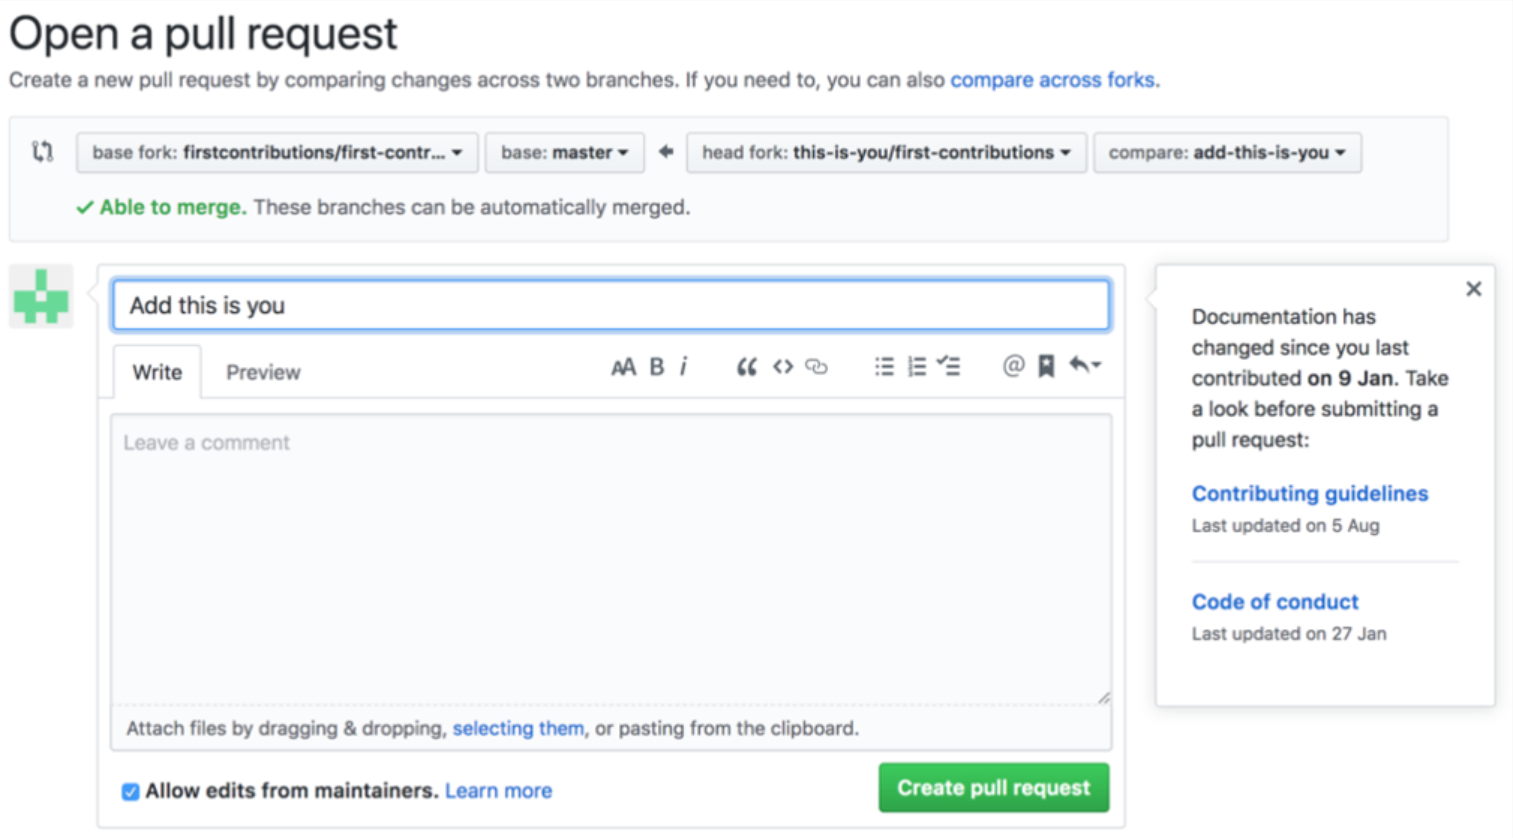 Open a pull request
Create a new pull request by comparing changes across two branches. If you need to, you can also compare across forks.
base fork: firstcontributions/first-contr... base: master head fork: this-is-you/first-contributions compare: add-this-is-you
Able to merge. These branches can be automatically merged.
Add this is you
Write Preview
AA B i @
Leave a comment
Attach files by dragging & dropping, selecting them, or pasting from the clipboard.
Allow edits from maintainers. Learn more
Create pull request
Documentation has
changed since you last
contributed on 9 Jan. Take
a look before submitting a
pull request:
Contributing guidelines
Last updated on 5 Aug
Code of conduct
Last updated on 27 Jan